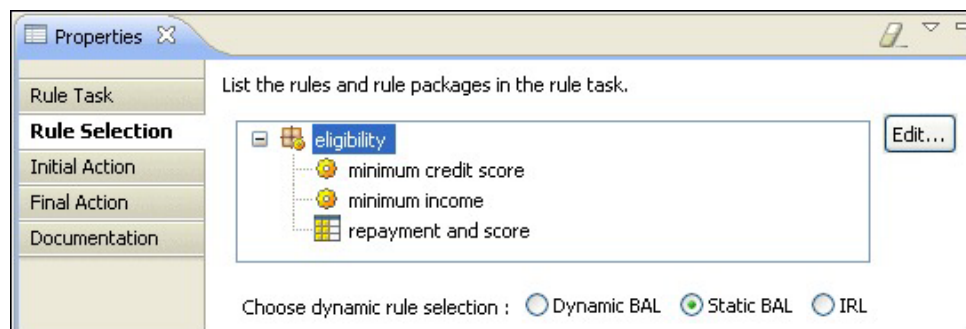 Properties
Rule Task
Rule Selection
Initial Action
Final Action
Documentation
List the rules and rule packages in the rule task.
eligibility
minimum credit score
minimum income
repayment and score
Edit...
Choose dynamic rule selection : Dynamic BAL Static BAL IRL